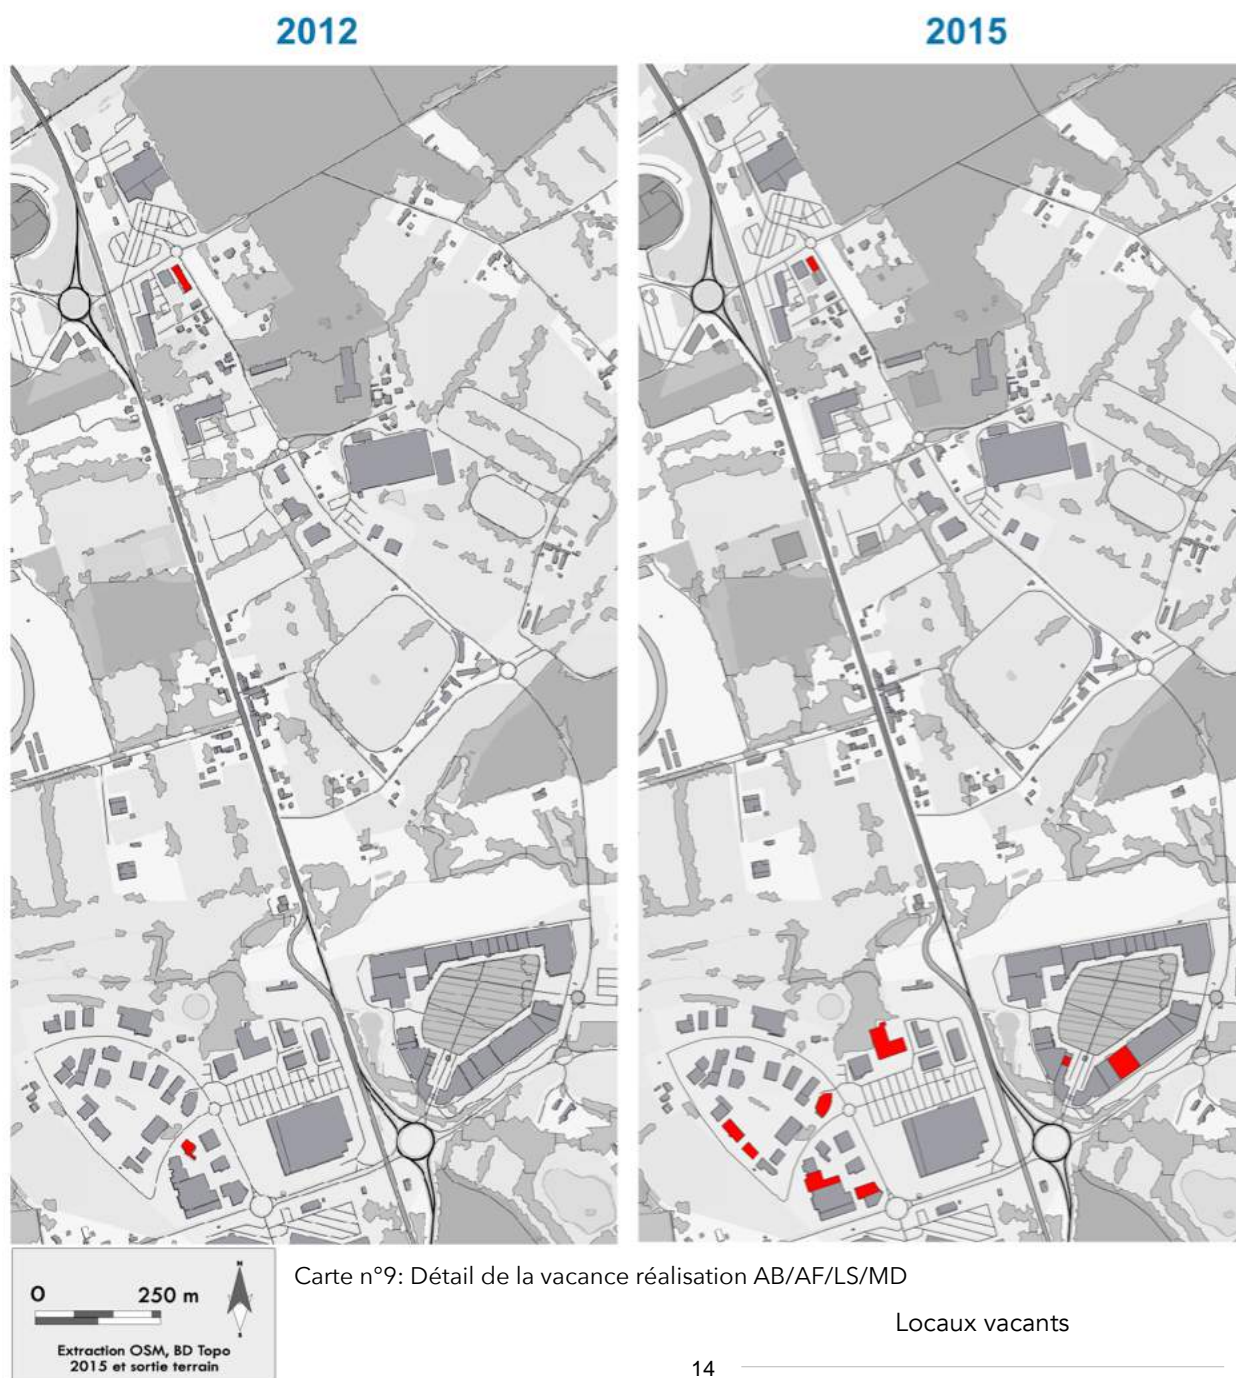 2012
2015
Carte n°9: Détail de la vacance réalisation AB/AF/LS/MD
0 250 m
N
S
Extraction OSM, BD Topo
2015 et sortie terrain
Locaux vacants
14